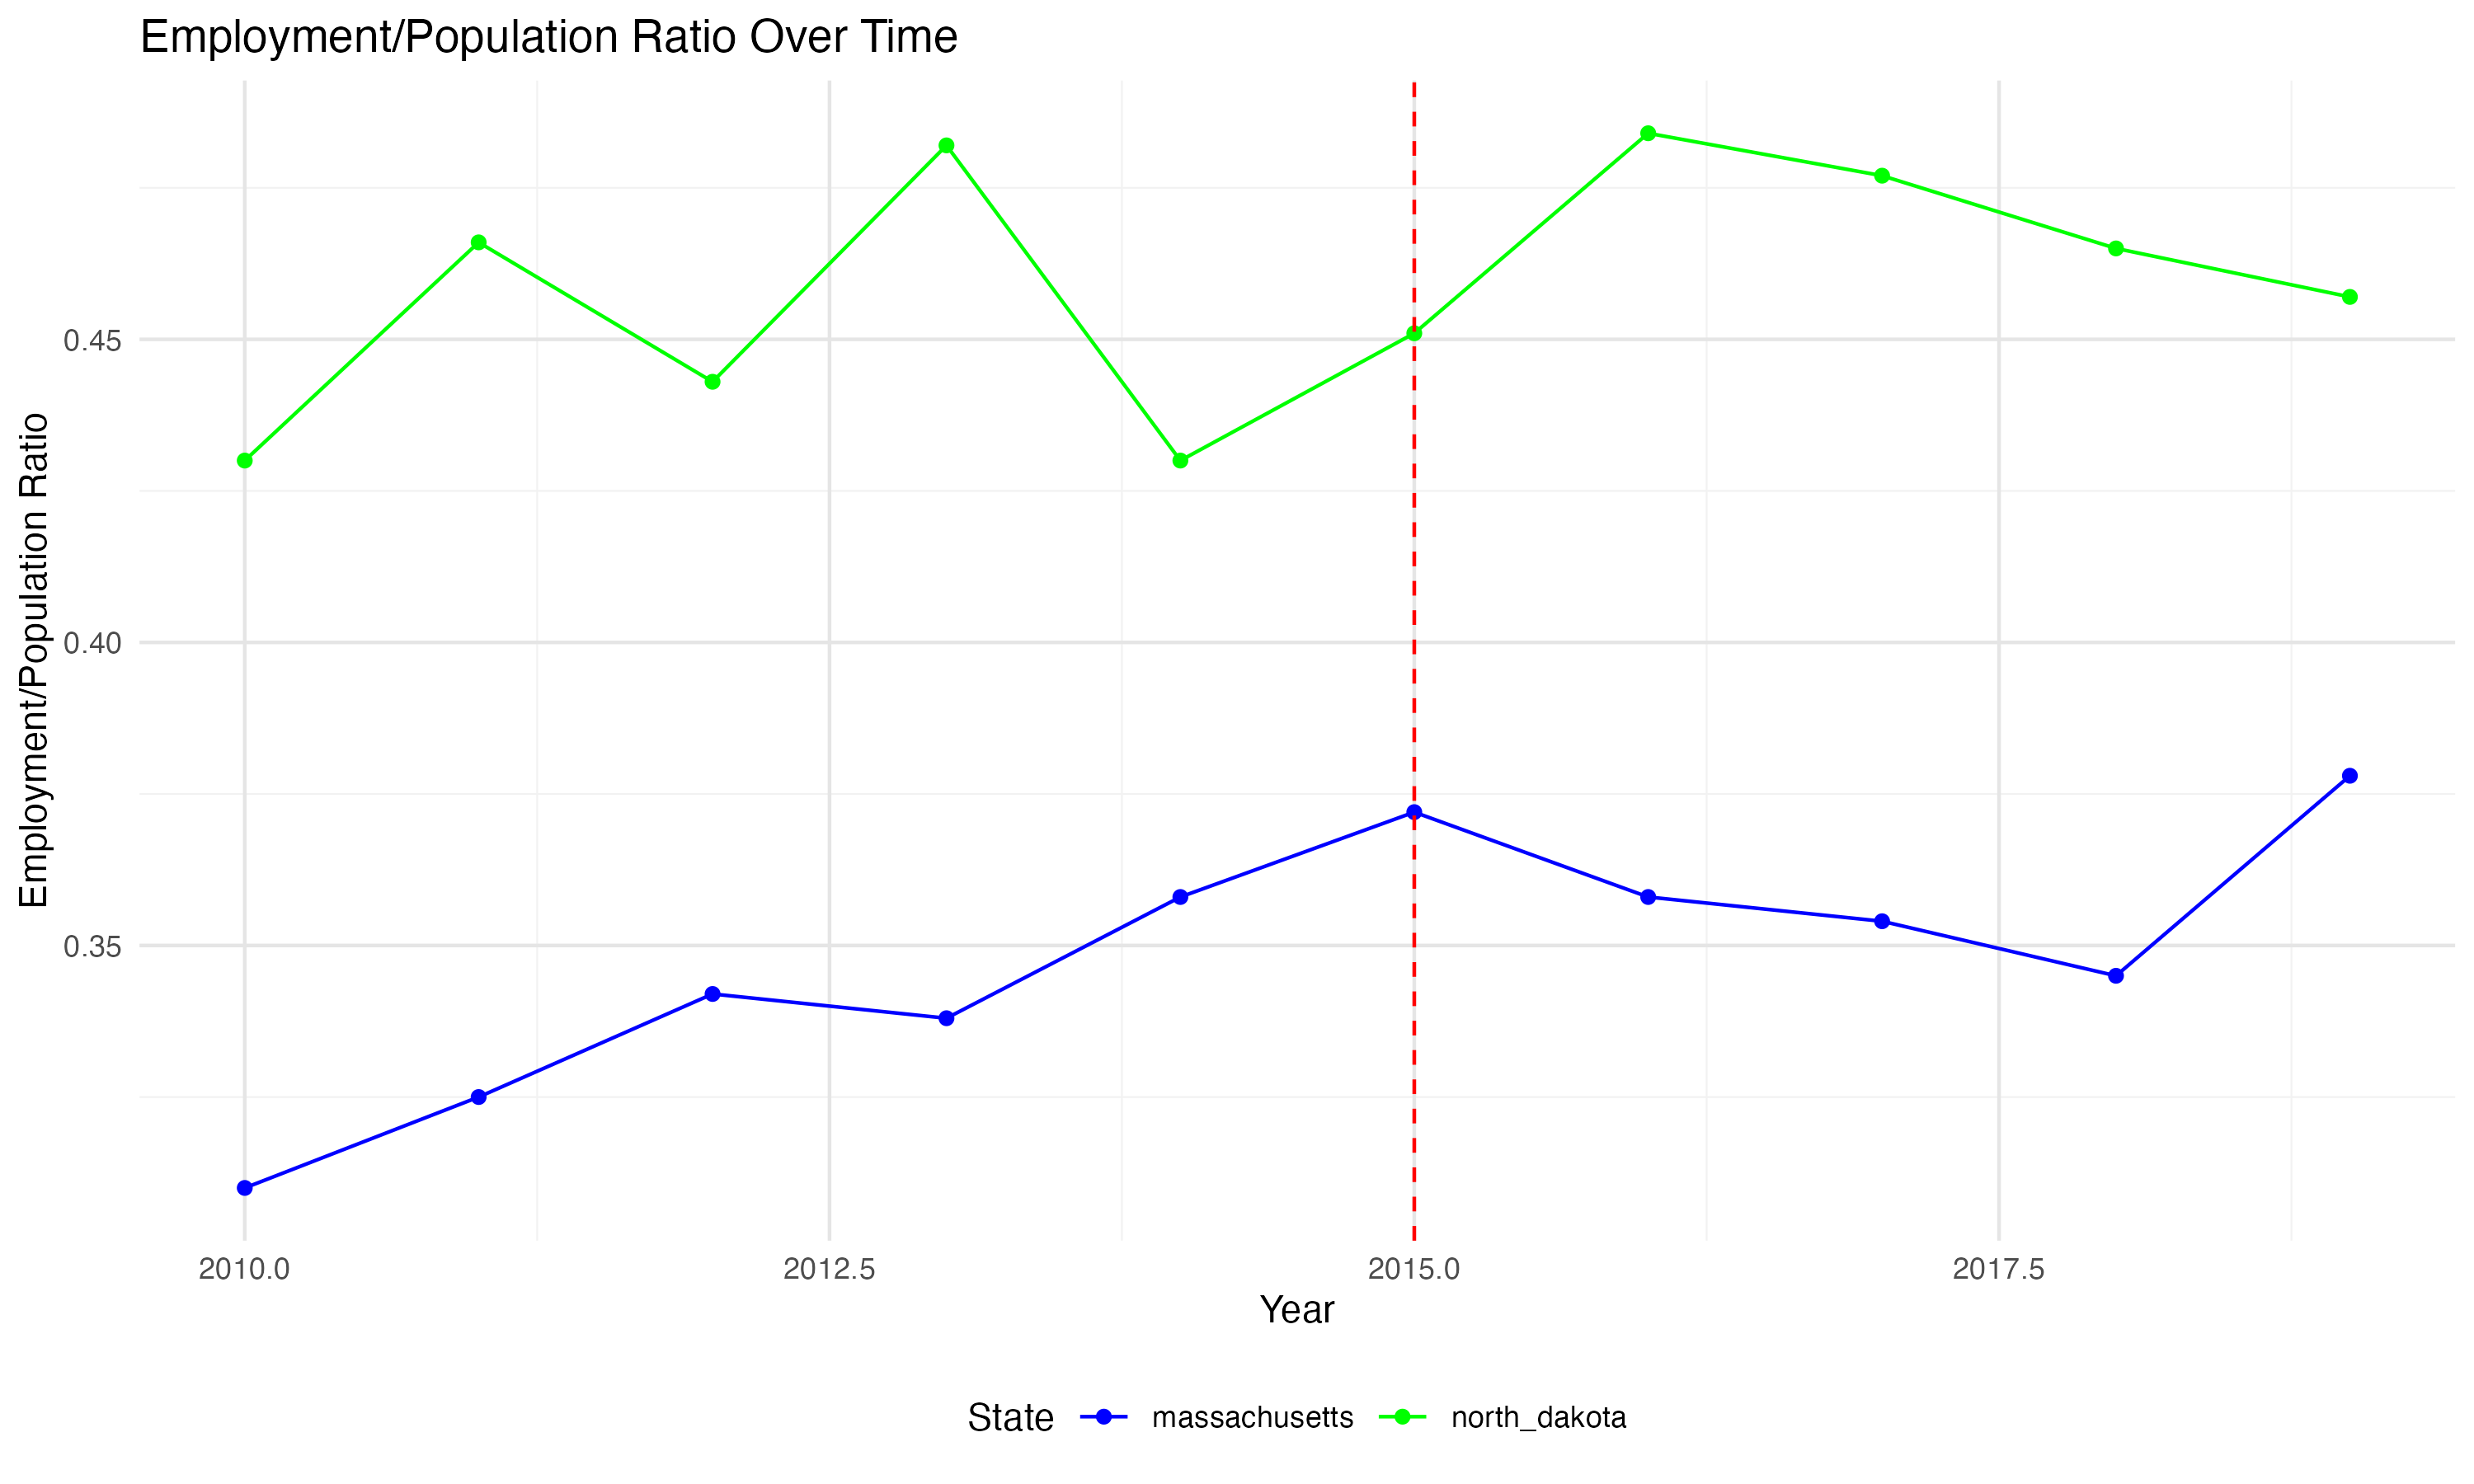 Employment/Population Ratio Over Time
Employment/Population Ratio
0.45
0.40
0.35
2010.0 2012.5 2015.0 2017.5
Year
State massachusetts north_dakota